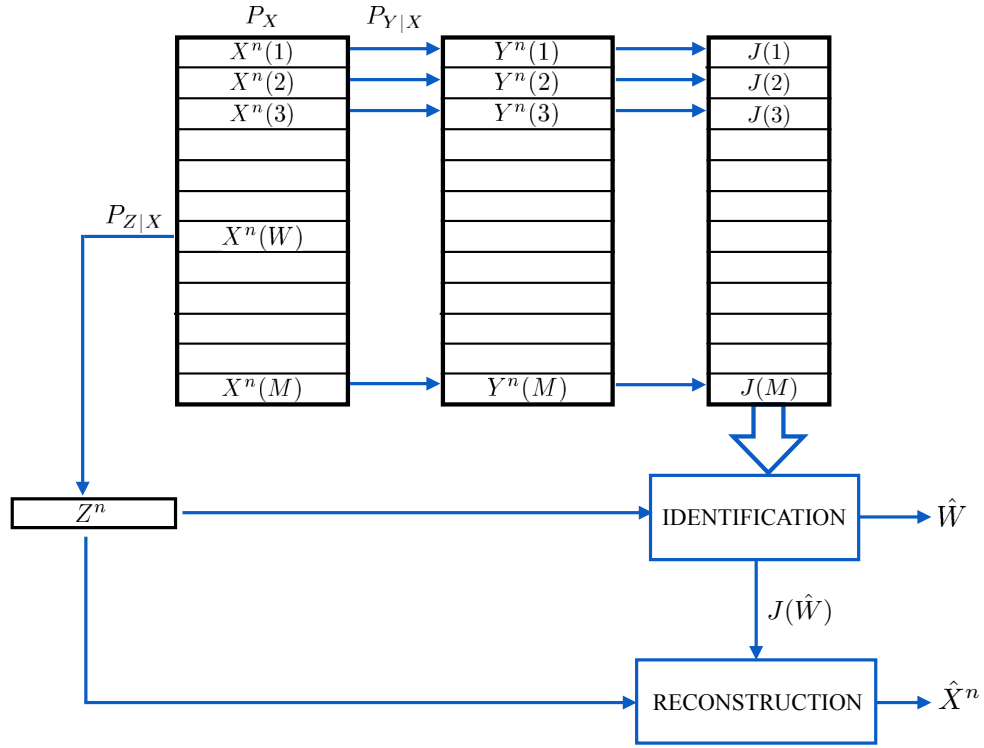 P_X P_{Y|X}
X^n(1) Y^n(1) J(1)
X^n(2) Y^n(2) J(2)
X^n(3) Y^n(3) J(3)
P_{Z|X}
X^n(W)
X^n(M) Y^n(M) J(M)
Z^n IDENTIFICATION Ŵ
J(Ŵ)
RECONSTRUCTION X̂^n